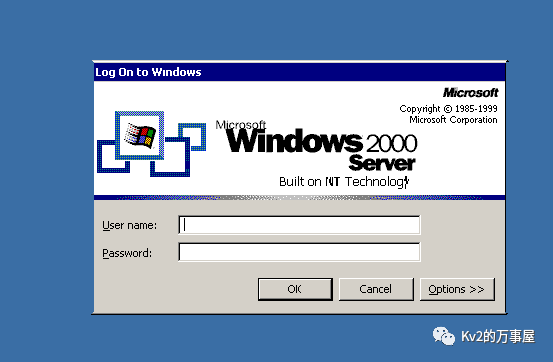 Log On to Windows
Microsoft
Copyright © 1985-1999
Microsoft Corporation
Microsoft
Windows 2000
Server
Built on NT Technology
User name:
Password:
OK Cancel Options >>
Kv2的万事屋